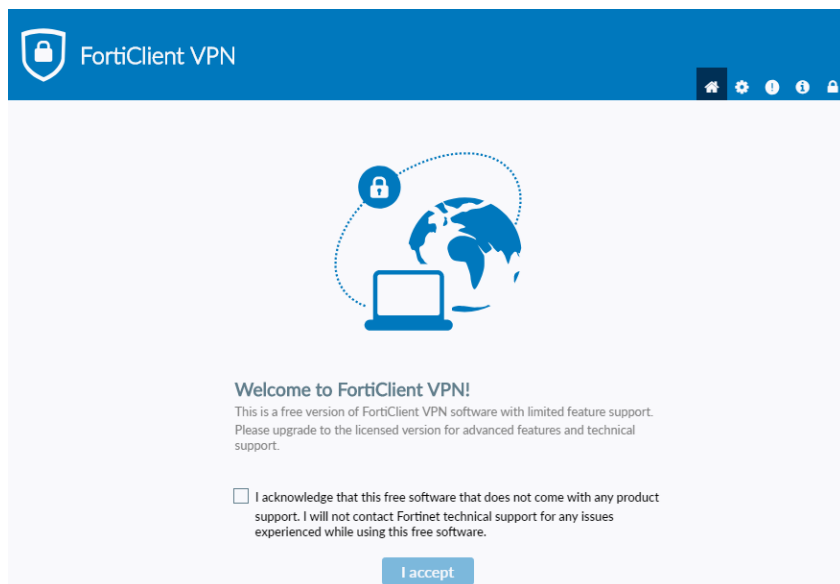 FortiClient VPN
Welcome to FortiClient VPN!
This is a free version of FortiClient VPN software with limited feature support.
Please upgrade to the licensed version for advanced features and technical
support.
I acknowledge that this free software that does not come with any product
support. I will not contact Fortinet technical support for any issues
experienced while using this free software.
I accept